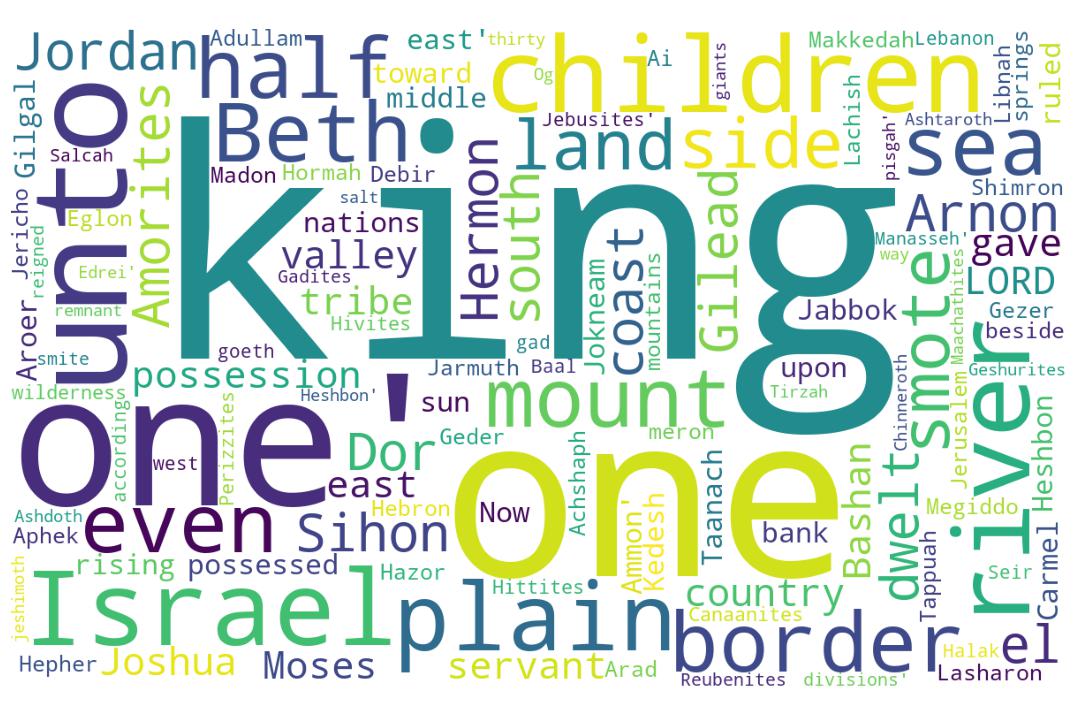 Jordan
Adullam
half
east'
thirty
children
Makkedah
Lebanon
springs
ruled
Ai
Og
giants
toward
middle
Gilgal
unto
Salcah
Amorites
Beth
king
Jebusites'
land
side
Lachish
pisgah'
Ashtaroth
Libnah
sea
Madon
Hormah
Debir
Hermon
south
Shimron
Arnon
salt
nations
Eglon
Jericho
reigned
valley
Gadites
coast
Gilead
Manasseh'
way
gave
Edrei'
tribe
Hivites
Jokneam
mountains
Jabbok
smote
Maachathites
LORD
Gezer
beside
remnant
Aroer
smite
goeth
gad
Jarmuth
Baal
upon
Tirzah
Geshurites
possession
wilderness
Heshbon'
sun
mount
Chinneroth
Jerusalem
river
Heshbon
according
one'
west
Perizzites
Dor
Geder
meron
one
Achshaph
Taanach
Bashan
dwelt
Megiddo
east
Hebron
Now
Ammon'
Kedesh
bank
Ashdoth
Aphek
even
Sihon
rising
possessed
Hazor
Hittites
country
Canaanites
Tappuah
Seir
Carmel
jeshimoth
Israel
plain
border
Halak
el
Hepher
Joshua
Moses
servant
Arad
Reubenites
divisions'
Lasharon